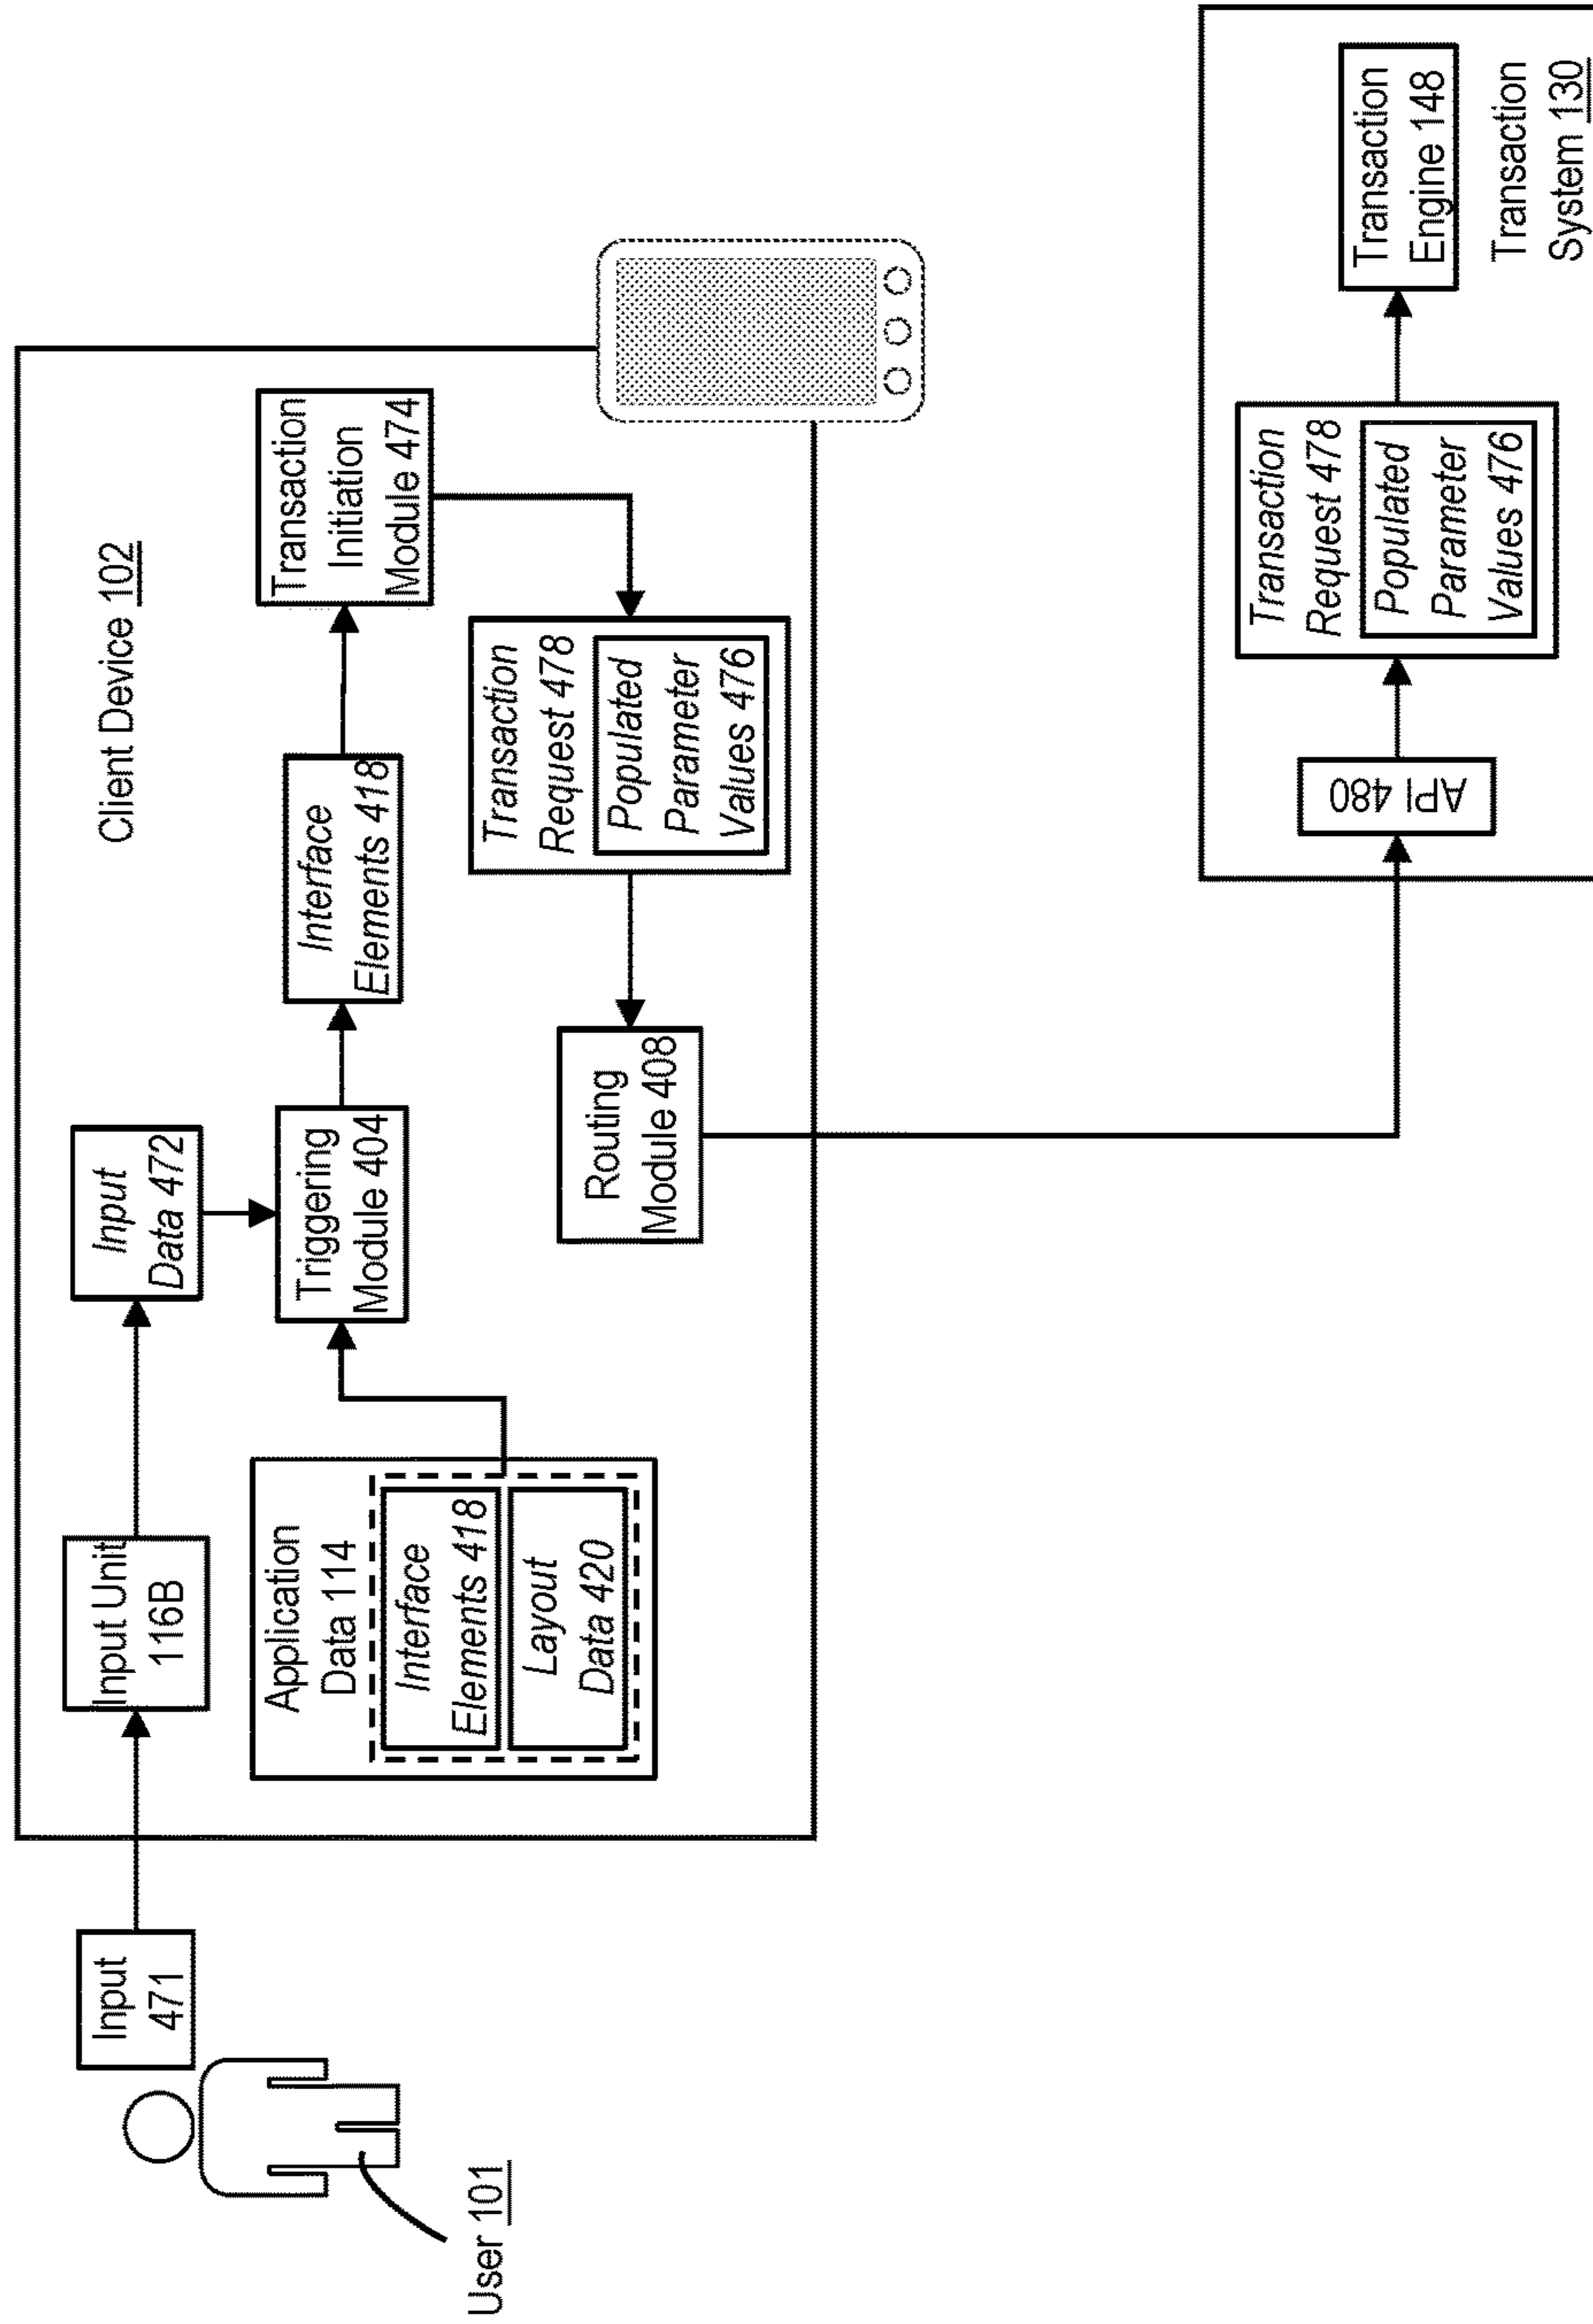 User 101
Input
471
Client Device 102
Input Unit
116B
Input
Data 472
Application
Data 114
Interface
Elements 418
Layout
Data 420
Triggering
Module 404
Interface
Elements 418
Transaction
Initiation
Module 474
Transaction
Request 478
Populated
Parameter
Values 476
Routing
Module 408
API 480
Transaction
Request 478
Populated
Parameter
Values 476
Transaction
Engine 148
Transaction
System 130